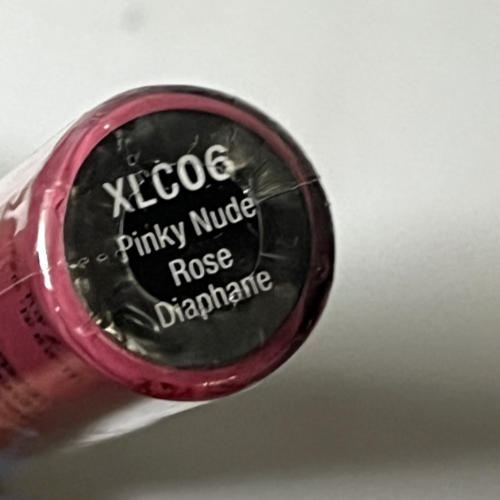 XLC06
Pinky Nude
Rose
Diaphane